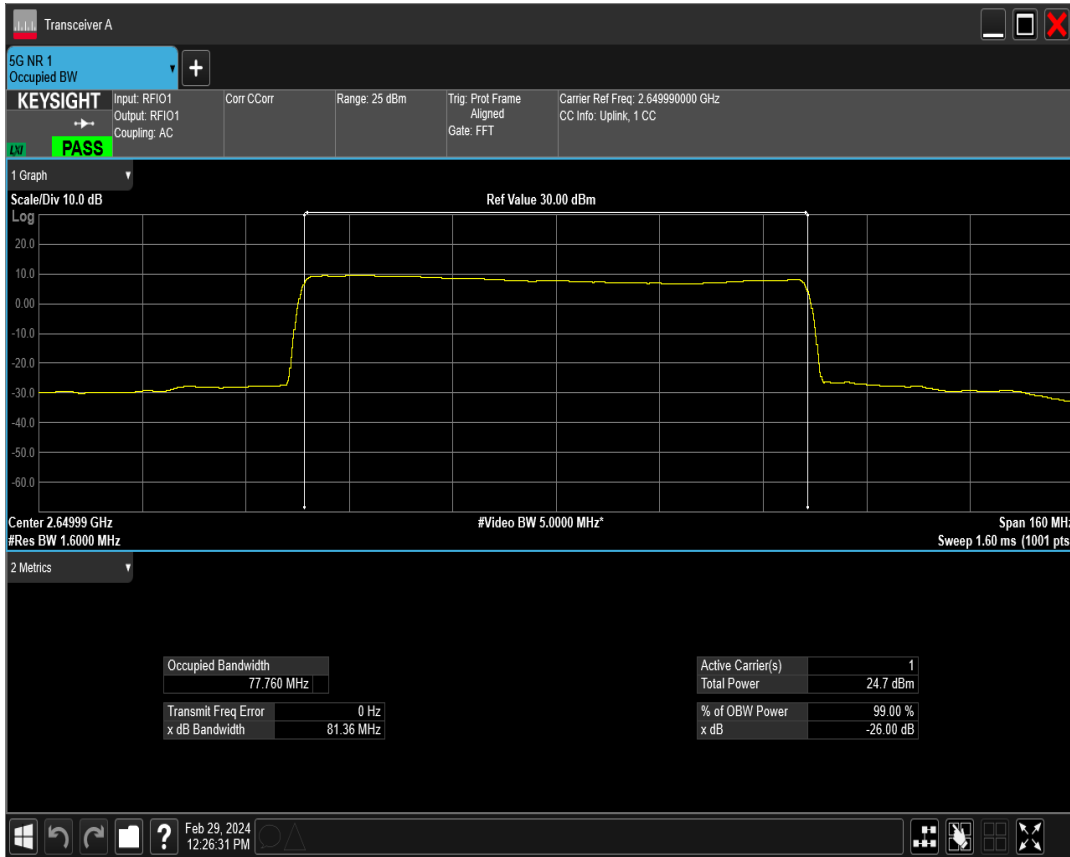 Transceiver A
5G NR 1
Occupied BW
KEYSIGHT
LXI
PASS
Input: RFIO1
Output: RFIO1
Coupling: AC
Corr CCorr
Range: 25 dBm
Trig: Prot Frame
Aligned
Gate: FFT
Carrier Ref Freq: 2.649990000 GHz
CC Info: Uplink, 1 CC
1 Graph
Scale/Div 10.0 dB
Ref Value 30.00 dBm
Log
20.0
10.0
0.00
-10.0
-20.0
-30.0
-40.0
-50.0
-60.0
Center 2.64999 GHz
#Video BW 5.0000 MHz*
Span 160 MHz
#Res BW 1.6000 MHz
Sweep 1.60 ms (1001 pts
2 Metrics
Occupied Bandwidth
77.760 MHz
Transmit Freq Error 0 Hz
x dB Bandwidth 81.36 MHz
Active Carrier(s) 1
Total Power 24.7 dBm
% of OBW Power 99.00 %
x dB -26.00 dB
?
Feb 29, 2024
12:26:31 PM